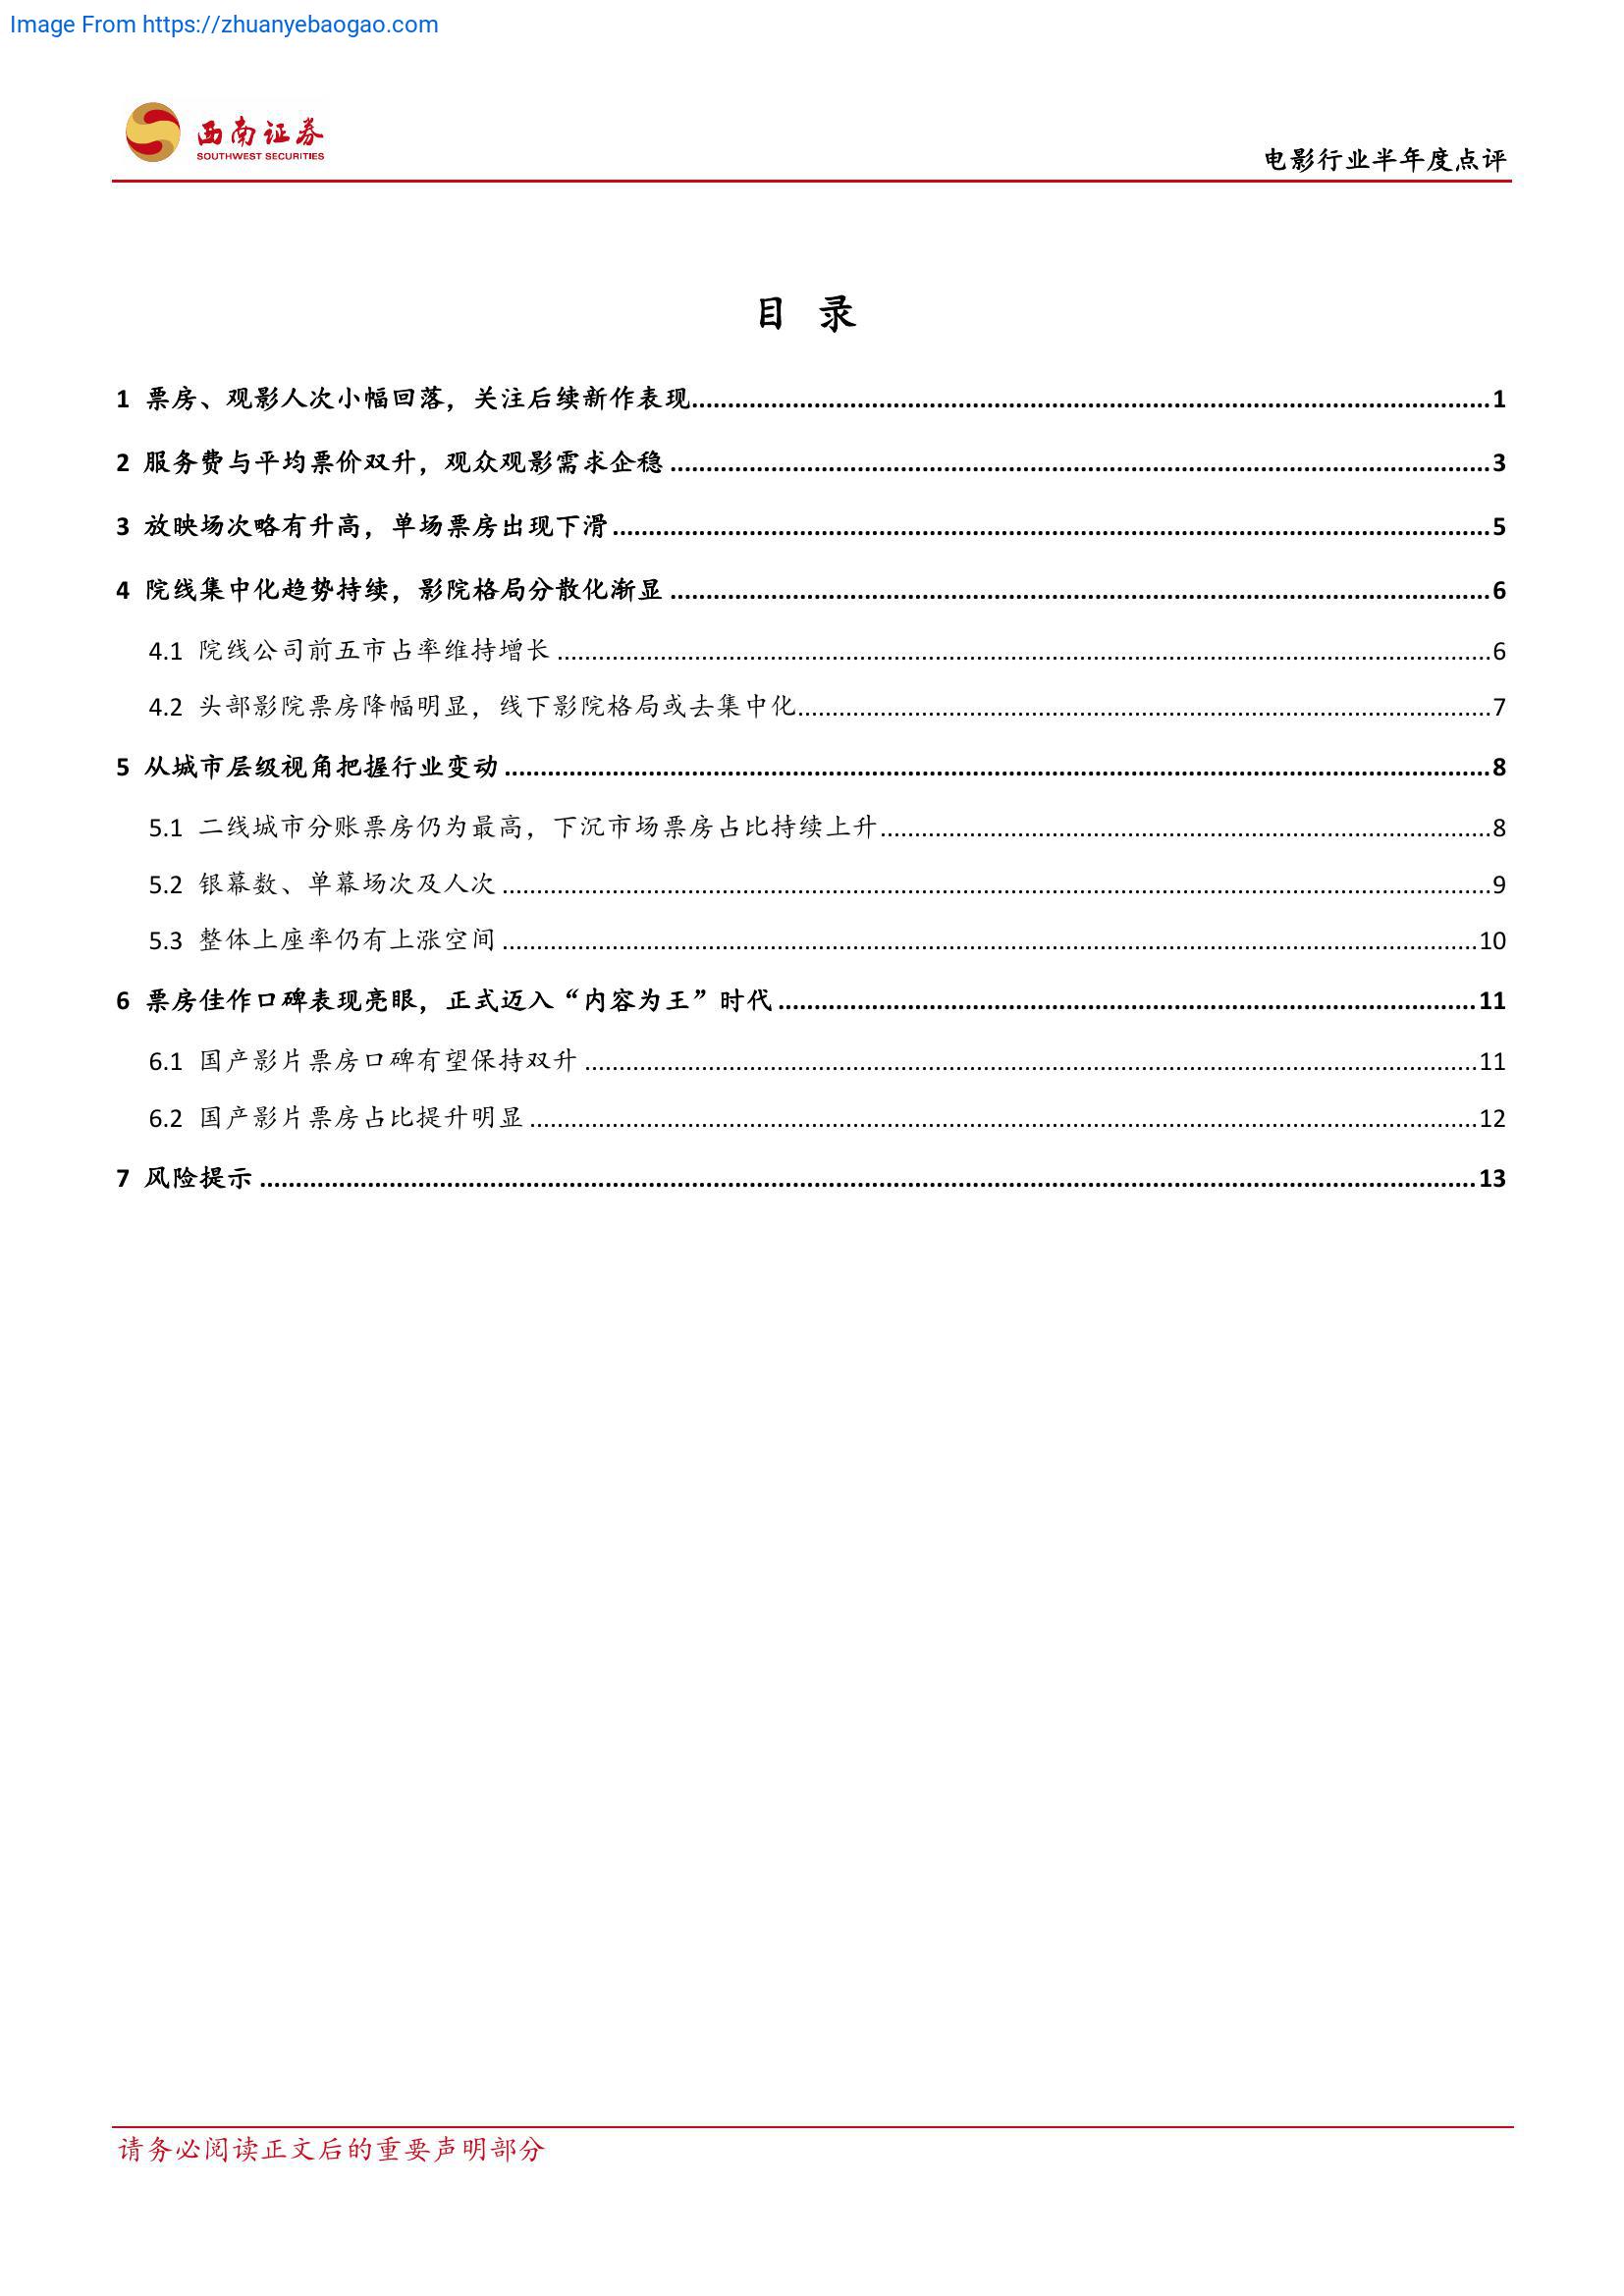 Image From https://zhuanyebaogao.com
西南证券
SOUTHWEST SECURITIES
电影行业半年度点评
目 录
1 票房、观影人次小幅回落，关注后续新作表现........1
2 服务费与平均票价双升，观众观影需求企稳........3
3 放映场次略有升高，单场票房出现下滑........5
4 院线集中化趋势持续，影院格局分散化渐显........6
4.1 院线公司前五市占率维持增长........6
4.2 头部影院票房降幅明显，线下影院格局或去集中化........7
5 从城市层级视角把握行业变动........8
5.1 二线城市分账票房仍为最高，下沉市场票房占比持续上升........8
5.2 银幕数、单幕场次及人次........9
5.3 整体上座率仍有上涨空间........10
6 票房佳作口碑表现亮眼，正式迈入“内容为王”时代........11
6.1 国产影片票房口碑有望保持双升........11
6.2 国产影片票房占比提升明显........12
7 风险提示........13
请务必阅读正文后的重要声明部分